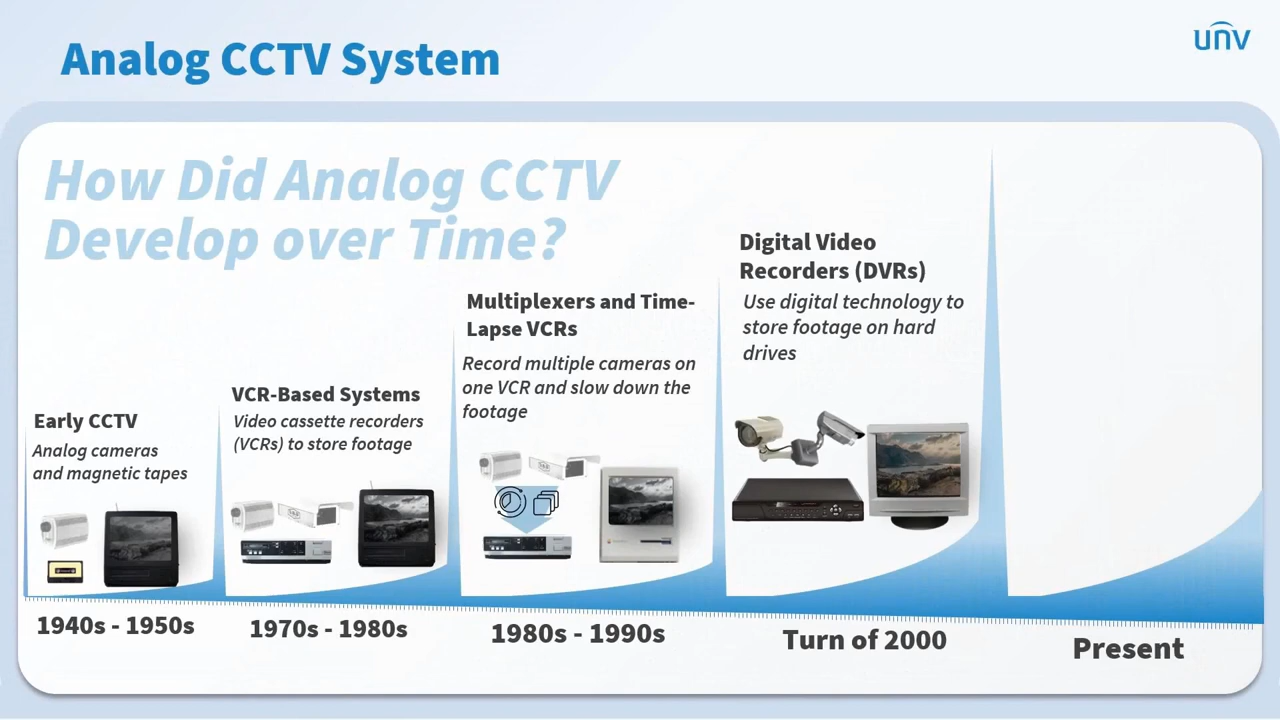 Analog CCTV System
unv
How Did Analog CCTV
Develop over Time?
Early CCTV
Analog cameras
and magnetic tapes
1940s - 1950s
VCR-Based Systems
Video cassette recorders
(VCRs) to store footage
1970s - 1980s
Multiplexers and Time-
Lapse VCRs
Record multiple cameras on
one VCR and slow down the
footage
1980s - 1990s
Digital Video
Recorders (DVRs)
Use digital technology to
store footage on hard
drives
Turn of 2000
Present